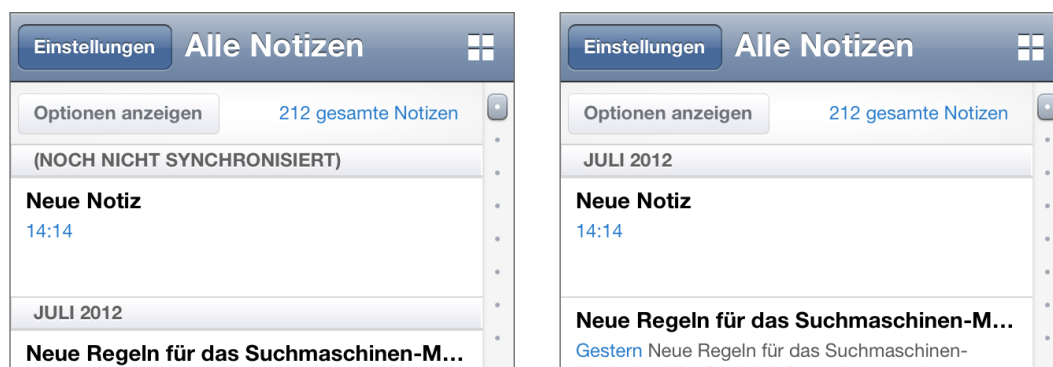 Einstellungen Alle Notizen
Optionen anzeigen 212 gesamte Notizen
(NOCH NICHT SYNCHRONISIERT)
Neue Notiz
14:14
JULI 2012
Neue Regeln für das Suchmaschinen-M...
Einstellungen Alle Notizen
Optionen anzeigen 212 gesamte Notizen
JULI 2012
Neue Notiz
14:14
Neue Regeln für das Suchmaschinen-M...
Gestern Neue Regeln für das Suchmaschinen-